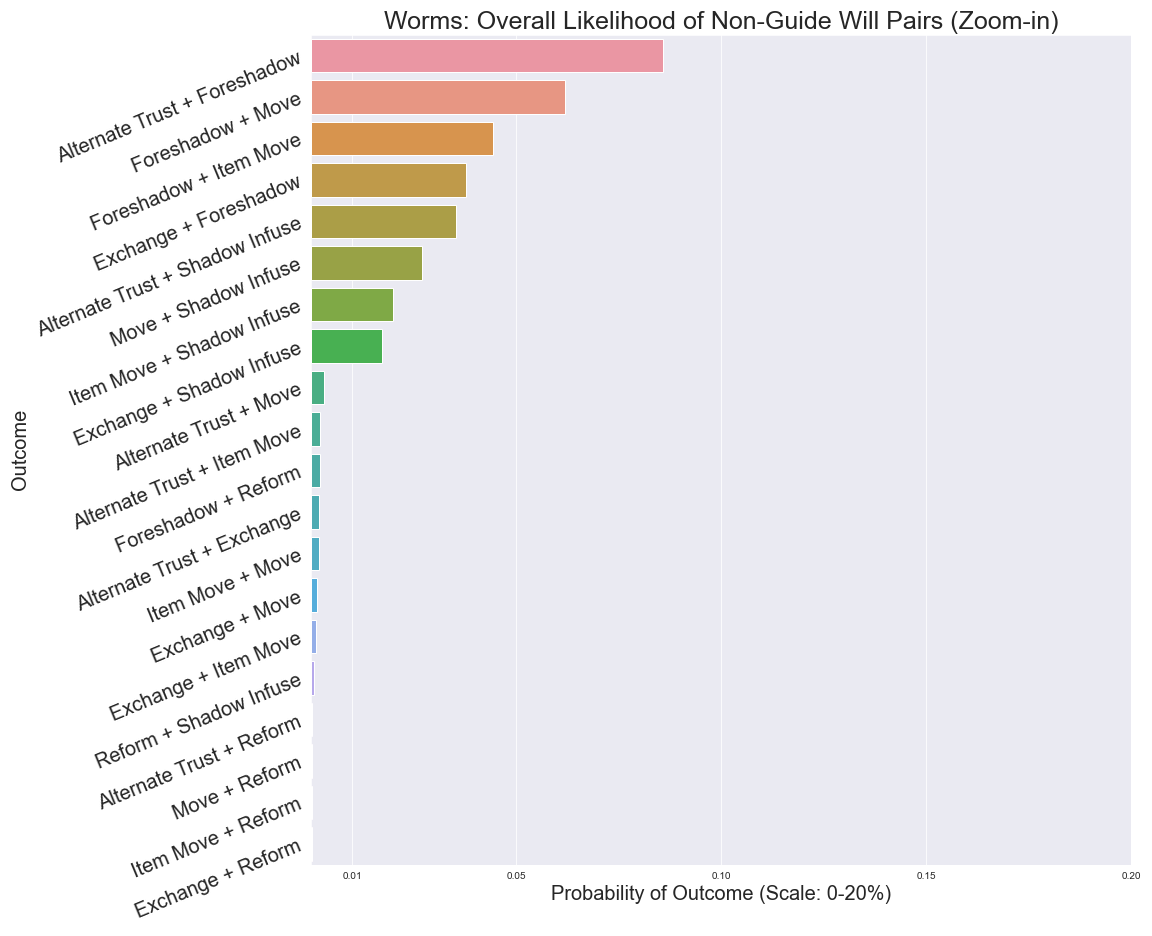 Worms: Overall Likelihood of Non-Guide Will Pairs (Zoom-in)
Outcome
Alternate Trust + Foreshadow
Foreshadow + Move
Foreshadow + Item Move
Exchange + Foreshadow
Alternate Trust + Shadow Infuse
Move + Shadow Infuse
Item Move + Shadow Infuse
Exchange + Shadow Infuse
Alternate Trust + Move
Alternate Trust + Item Move
Foreshadow + Reform
Alternate Trust + Exchange
Item Move + Move
Exchange + Move
Exchange + Item Move
Reform + Shadow Infuse
Alternate Trust + Reform
Move + Reform
Item Move + Reform
Exchange + Reform
0.01 0.05 0.10 0.15 0.20
Probability of Outcome (Scale: 0-20%)